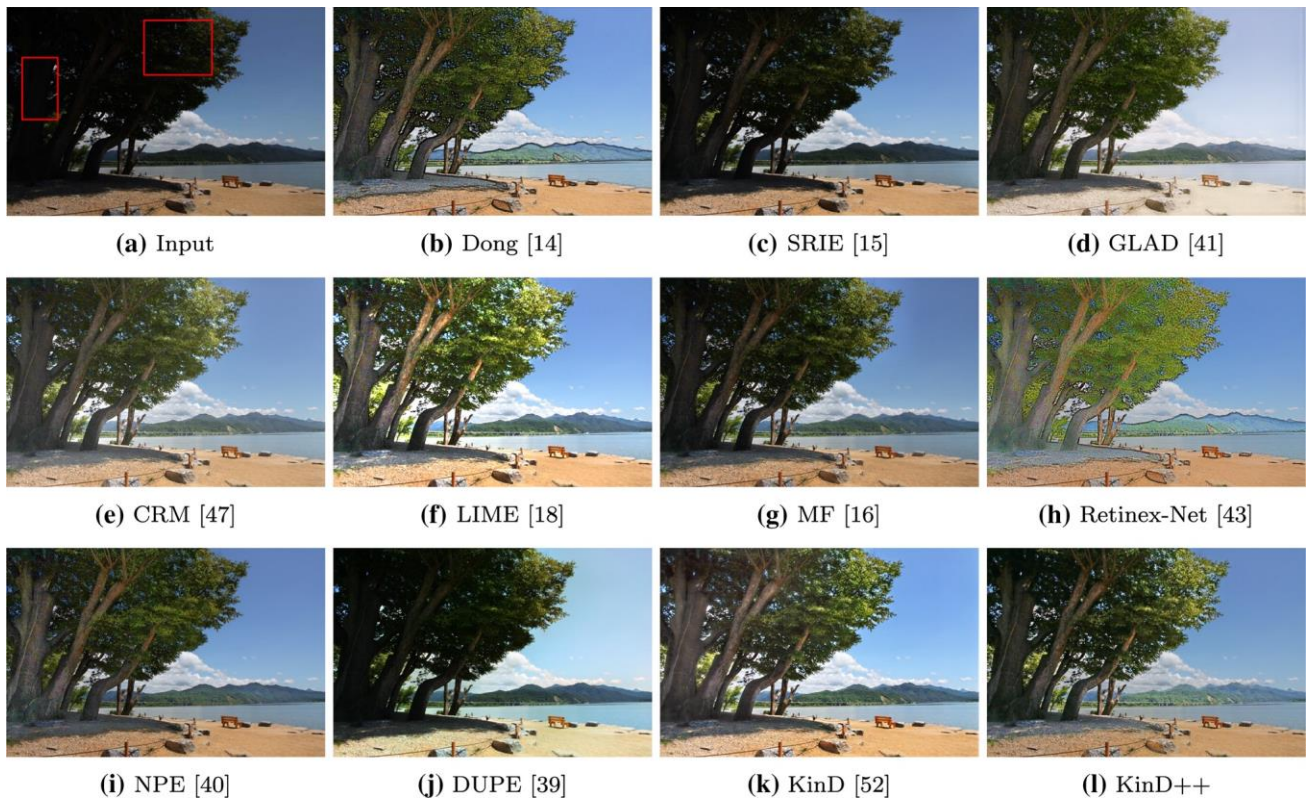 (a) Input
(b) Dong [14]
(c) SRIE [15]
(d) GLAD [41]
(e) CRM [47]
(f) LIME [18]
(g) MF [16]
(h) Retinex-Net [43]
(i) NPE [40]
(j) DUPE [39]
(k) KinD [52]
(l) KinD++